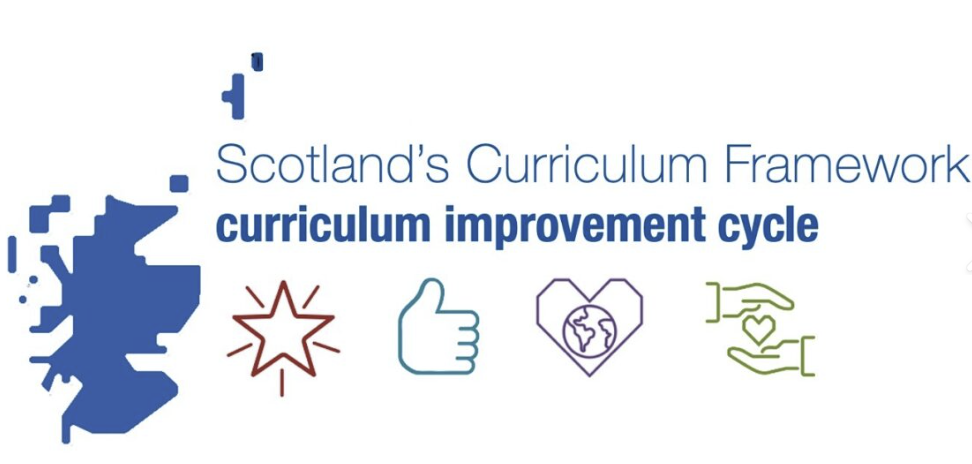 Scotland's Curriculum Framework
curriculum improvement cycle